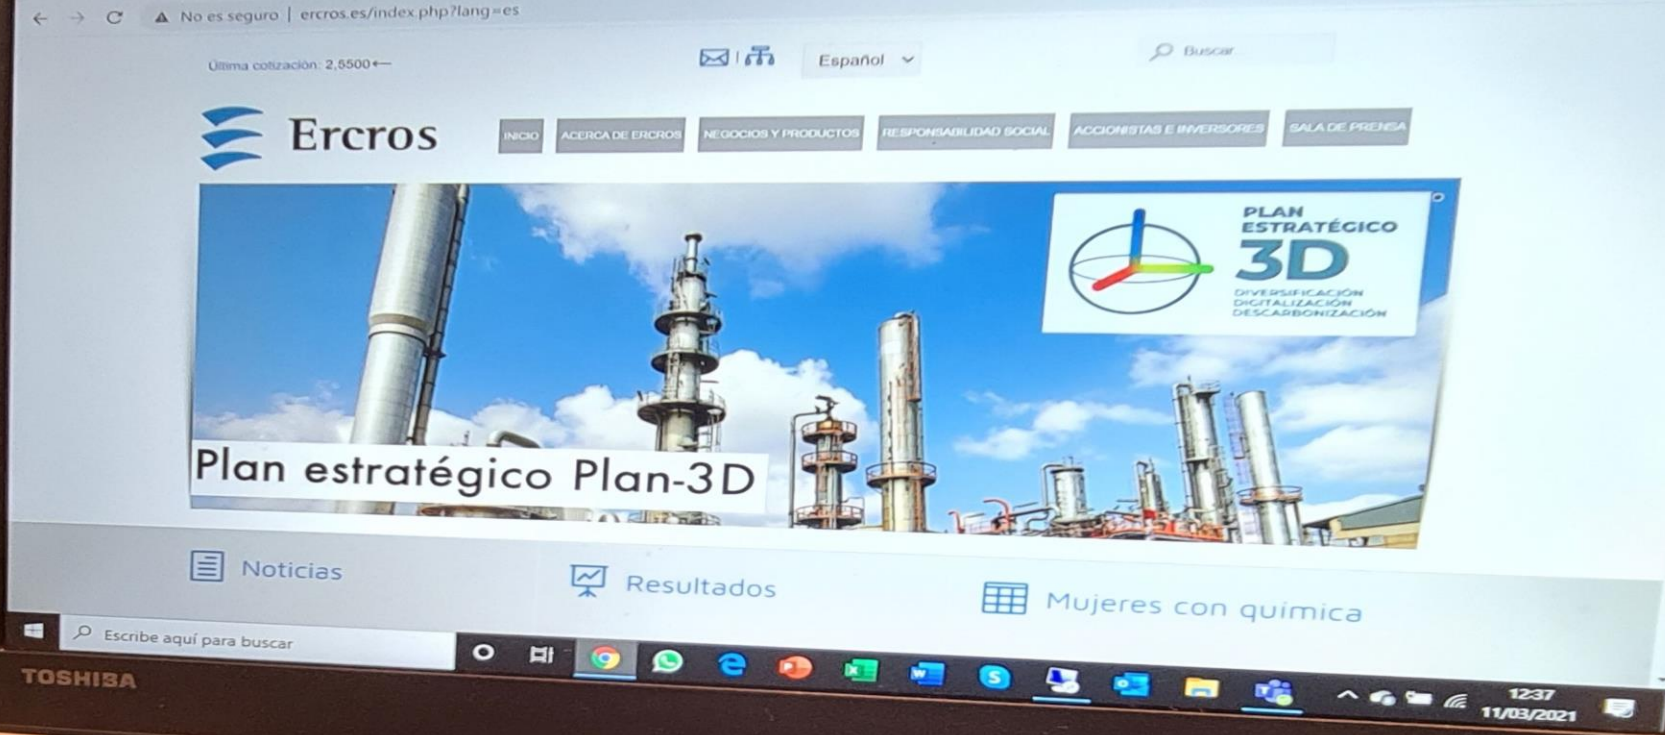 No es seguro | ercros.es/index.php?lang=es
Última cotización: 2,5500
Español
Buscar...
Ercros
INICIO
ACERCA DE ERCROS
NEGOCIOS Y PRODUCTOS
RESPONSABILIDAD SOCIAL
ACCIONISTAS E INVERSORES
SALA DE PRENSA
PLAN
ESTRATÉGICO
3D
DIVERSIFICACIÓN
DIGITALIZACIÓN
DESCARBONIZACIÓN
Plan estratégico Plan-3D
Noticias
Resultados
Mujeres con química
Escribe aquí para buscar
12:37
11/03/2021
TOSHIBA